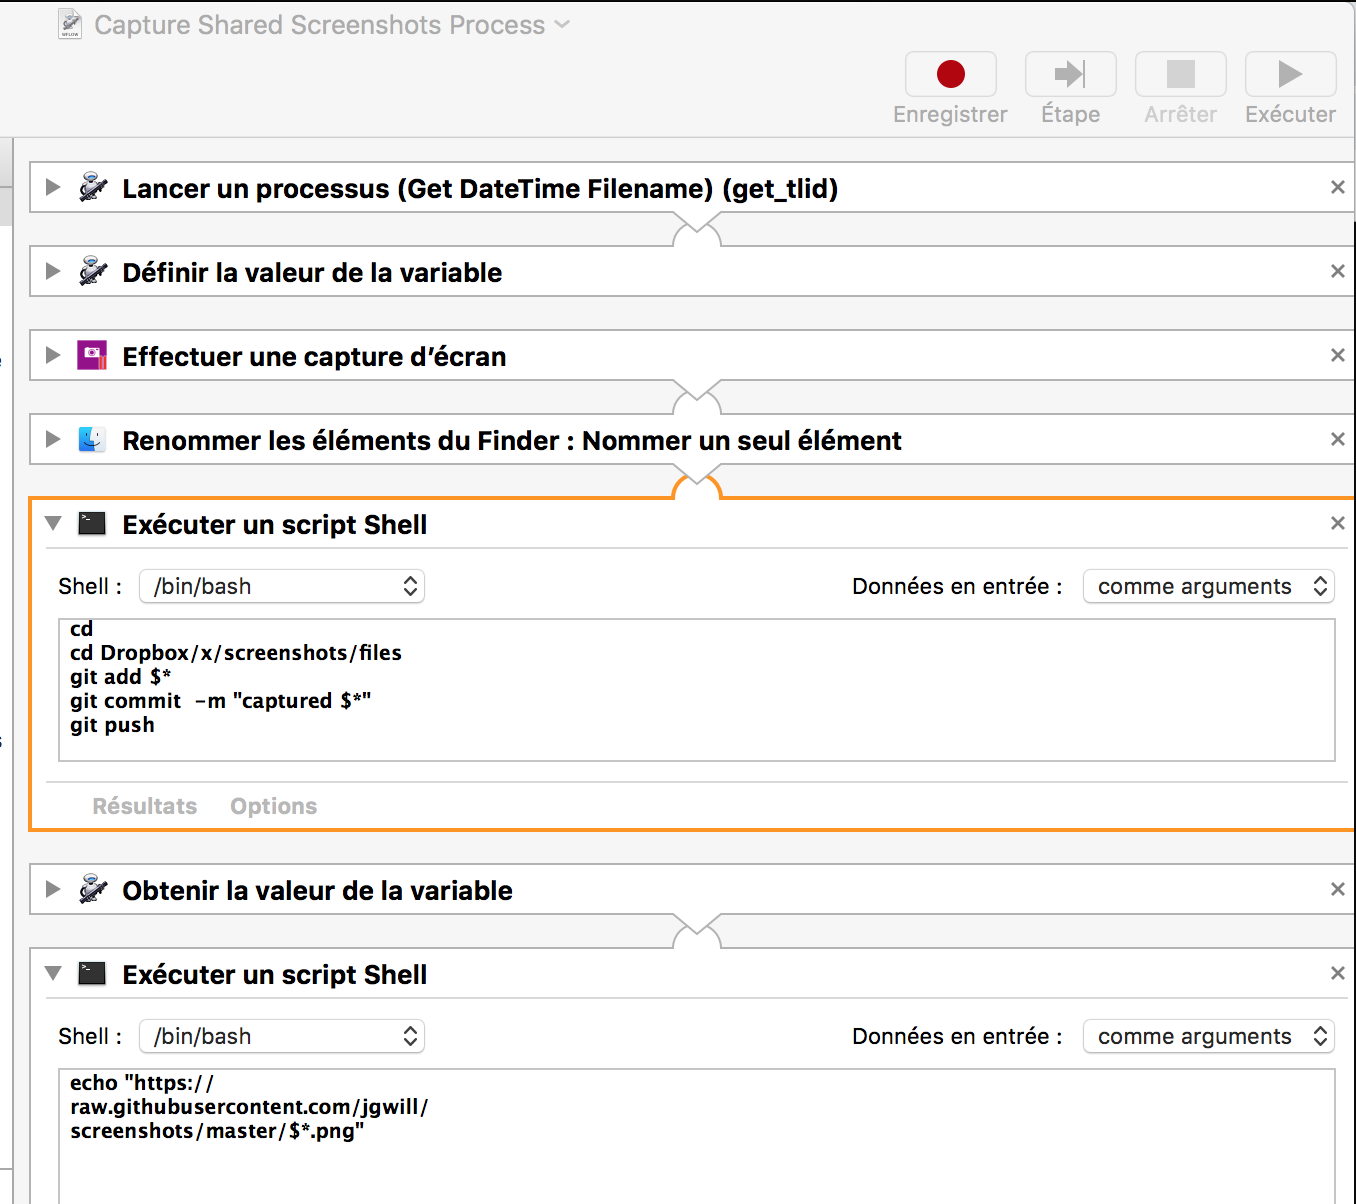 Capture Shared Screenshots Process
Enregistrer
Étape
Arrêter
Exécuter
Lancer un processus (Get DateTime Filename) (get_tlid)
Définir la valeur de la variable
Effectuer une capture d’écran
Renommer les éléments du Finder : Nommer un seul élément
Exécuter un script Shell
Shell : /bin/bash Données en entrée : comme arguments
cd
cd Dropbox/x/screenshots/files
git add $*
git commit  -m "captured $*"
git push
Résultats Options
Obtenir la valeur de la variable
Exécuter un script Shell
Shell : /bin/bash Données en entrée : comme arguments
echo "https://
raw.githubusercontent.com/jgwill/
screenshots/master/$*.png"